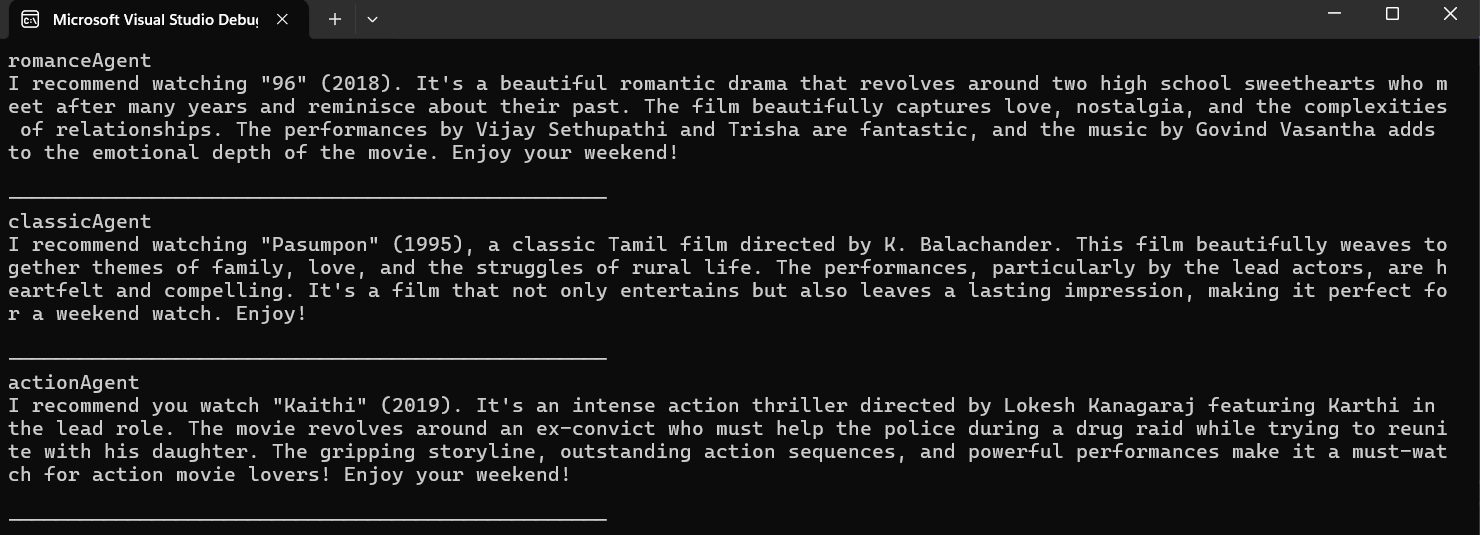 Microsoft Visual Studio Debu
romanceAgent
I recommend watching "96" (2018). It's a beautiful romantic drama that revolves around two high school sweethearts who m
eet after many years and reminisce about their past. The film beautifully captures love, nostalgia, and the complexities
 of relationships. The performances by Vijay Sethupathi and Trisha are fantastic, and the music by Govind Vasantha adds
to the emotional depth of the movie. Enjoy your weekend!
classicAgent
I recommend watching "Pasumpon" (1995), a classic Tamil film directed by K. Balachander. This film beautifully weaves to
gether themes of family, love, and the struggles of rural life. The performances, particularly by the lead actors, are h
eartfelt and compelling. It's a film that not only entertains but also leaves a lasting impression, making it perfect fo
r a weekend watch. Enjoy!
actionAgent
I recommend you watch "Kaithi" (2019). It's an intense action thriller directed by Lokesh Kanagaraj featuring Karthi in
the lead role. The movie revolves around an ex-convict who must help the police during a drug raid while trying to reuni
te with his daughter. The gripping storyline, outstanding action sequences, and powerful performances make it a must-wat
ch for action movie lovers! Enjoy your weekend!